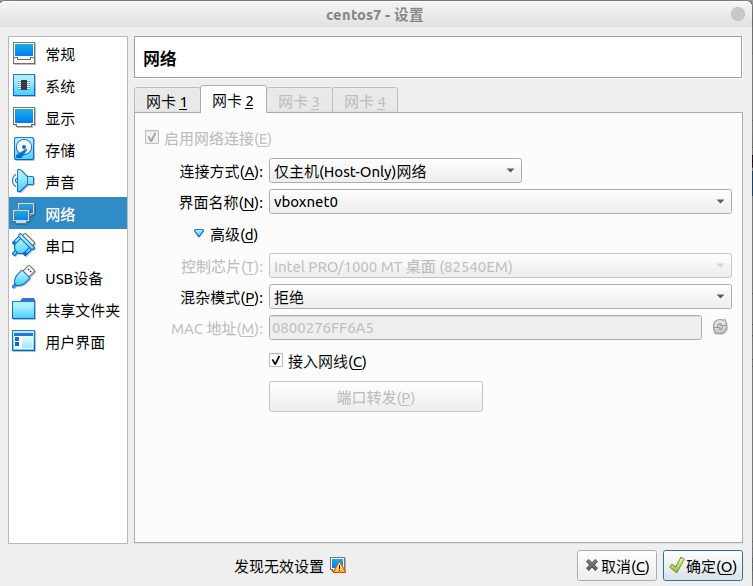 centos7 - 设置
常规
系统
显示
存储
声音
网络
串口
USB设备
共享文件夹
用户界面
网络
网卡 1 网卡 2 网卡 3 网卡 4
启用网络连接(E)
连接方式(A): 仅主机(Host-Only)网络
界面名称(N): vboxnet0
高级(d)
控制芯片(T): Intel PRO/1000 MT 桌面 (82540EM)
混杂模式(P): 拒绝
MAC 地址(M): 0800276FF6A5
接入网线(C)
端口转发(P)
发现无效设置 取消(C) 确定(O)